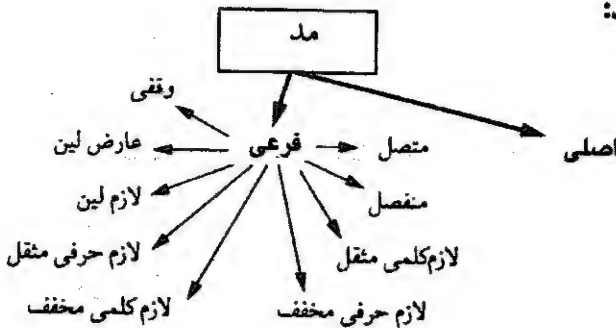 :
مد
وقفی
عارض لین
فرعی
متصل
اصلی
لازم لین
منفصل
لازم حرفی مثقل
لازم کلمی مثقل
لازم کلمی مخفف
لازم حرفی مخفف